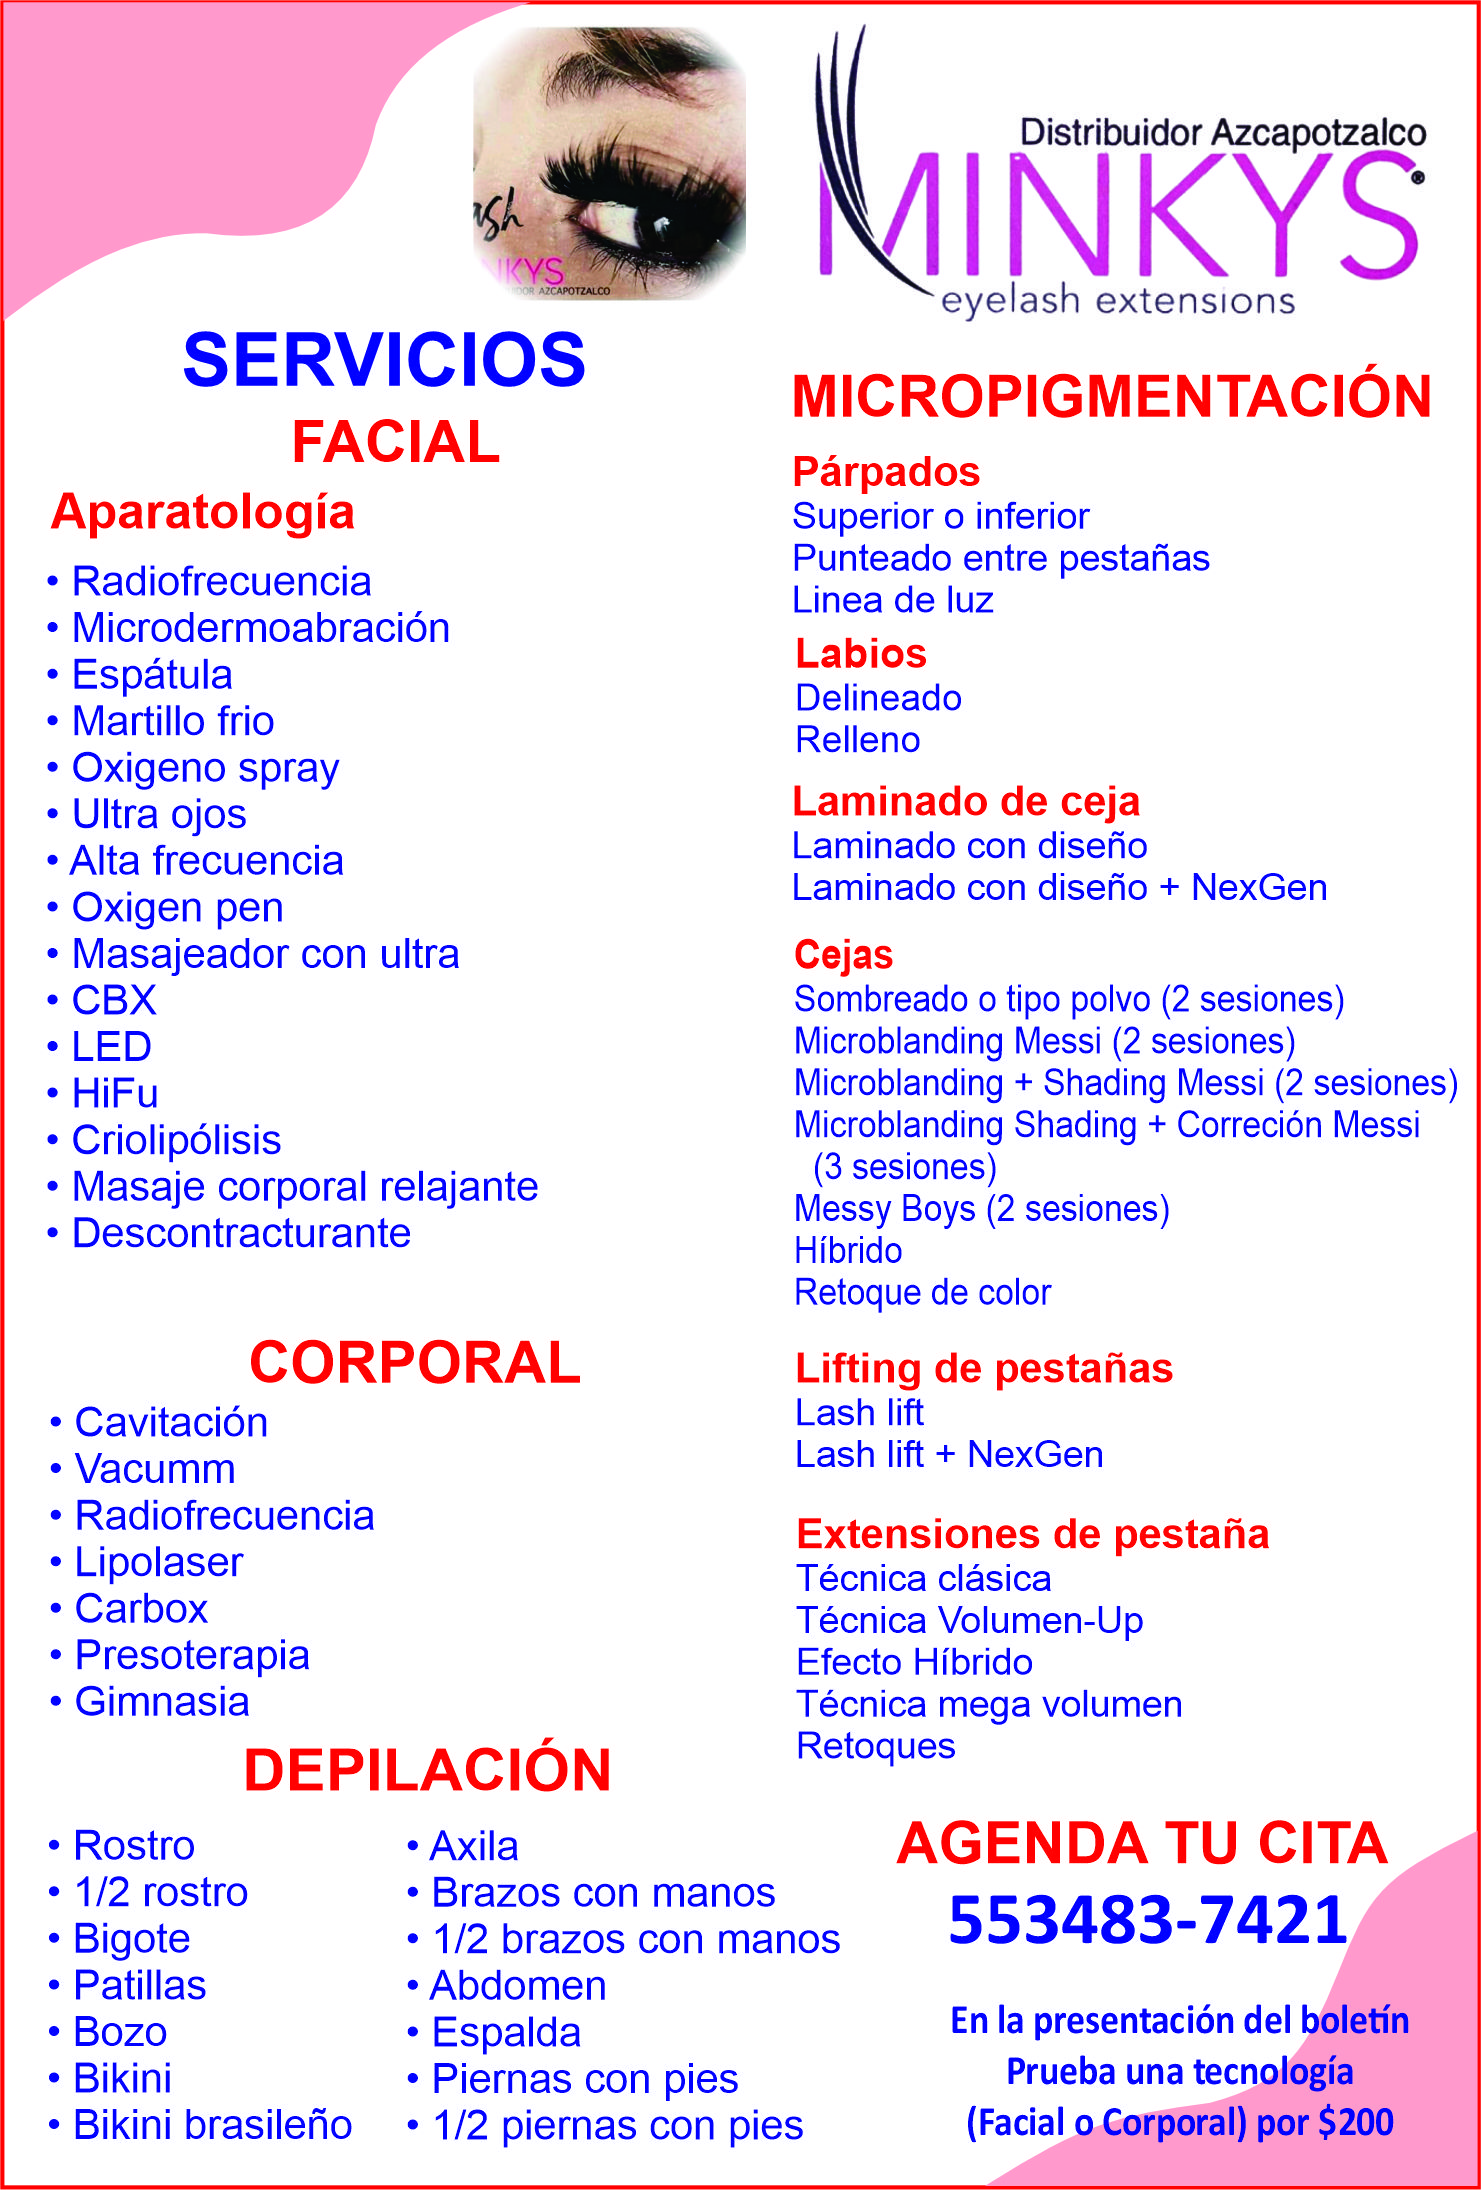 ash
NKYS
DOR AZCAPOTZALCO
Distribuidor Azcapotzalco
MINKYS®
eyelash extensions
SERVICIOS
FACIAL
Aparatología
• Radiofrecuencia
• Microdermoabración
• Espátula
• Martillo frio
• Oxigeno spray
• Ultra ojos
• Alta frecuencia
• Oxigen pen
• Masajeador con ultra
• CBX
• LED
• HiFu
• Criolipólisis
• Masaje corporal relajante
• Descontracturante
CORPORAL
• Cavitación
• Vacumm
• Radiofrecuencia
• Lipolaser
• Carbox
• Presoterapia
• Gimnasia
DEPILACIÓN
• Rostro
• 1/2 rostro
• Bigote
• Patillas
• Bozo
• Bikini
• Bikini brasileño
• Axila
• Brazos con manos
• 1/2 brazos con manos
• Abdomen
• Espalda
• Piernas con pies
• 1/2 piernas con pies
MICROPIGMENTACIÓN
Párpados
Superior o inferior
Punteado entre pestañas
Linea de luz
Labios
Delineado
Relleno
Laminado de ceja
Laminado con diseño
Laminado con diseño + NexGen
Cejas
Sombreado o tipo polvo (2 sesiones)
Microblanding Messi (2 sesiones)
Microblanding + Shading Messi (2 sesiones)
Microblanding Shading + Correción Messi
(3 sesiones)
Messy Boys (2 sesiones)
Híbrido
Retoque de color
Lifting de pestañas
Lash lift
Lash lift + NexGen
Extensiones de pestaña
Técnica clásica
Técnica Volumen-Up
Efecto Híbrido
Técnica mega volumen
Retoques
AGENDA TU CITA
553483-7421
En la presentación del boletín
Prueba una tecnología
(Facial o Corporal) por $200